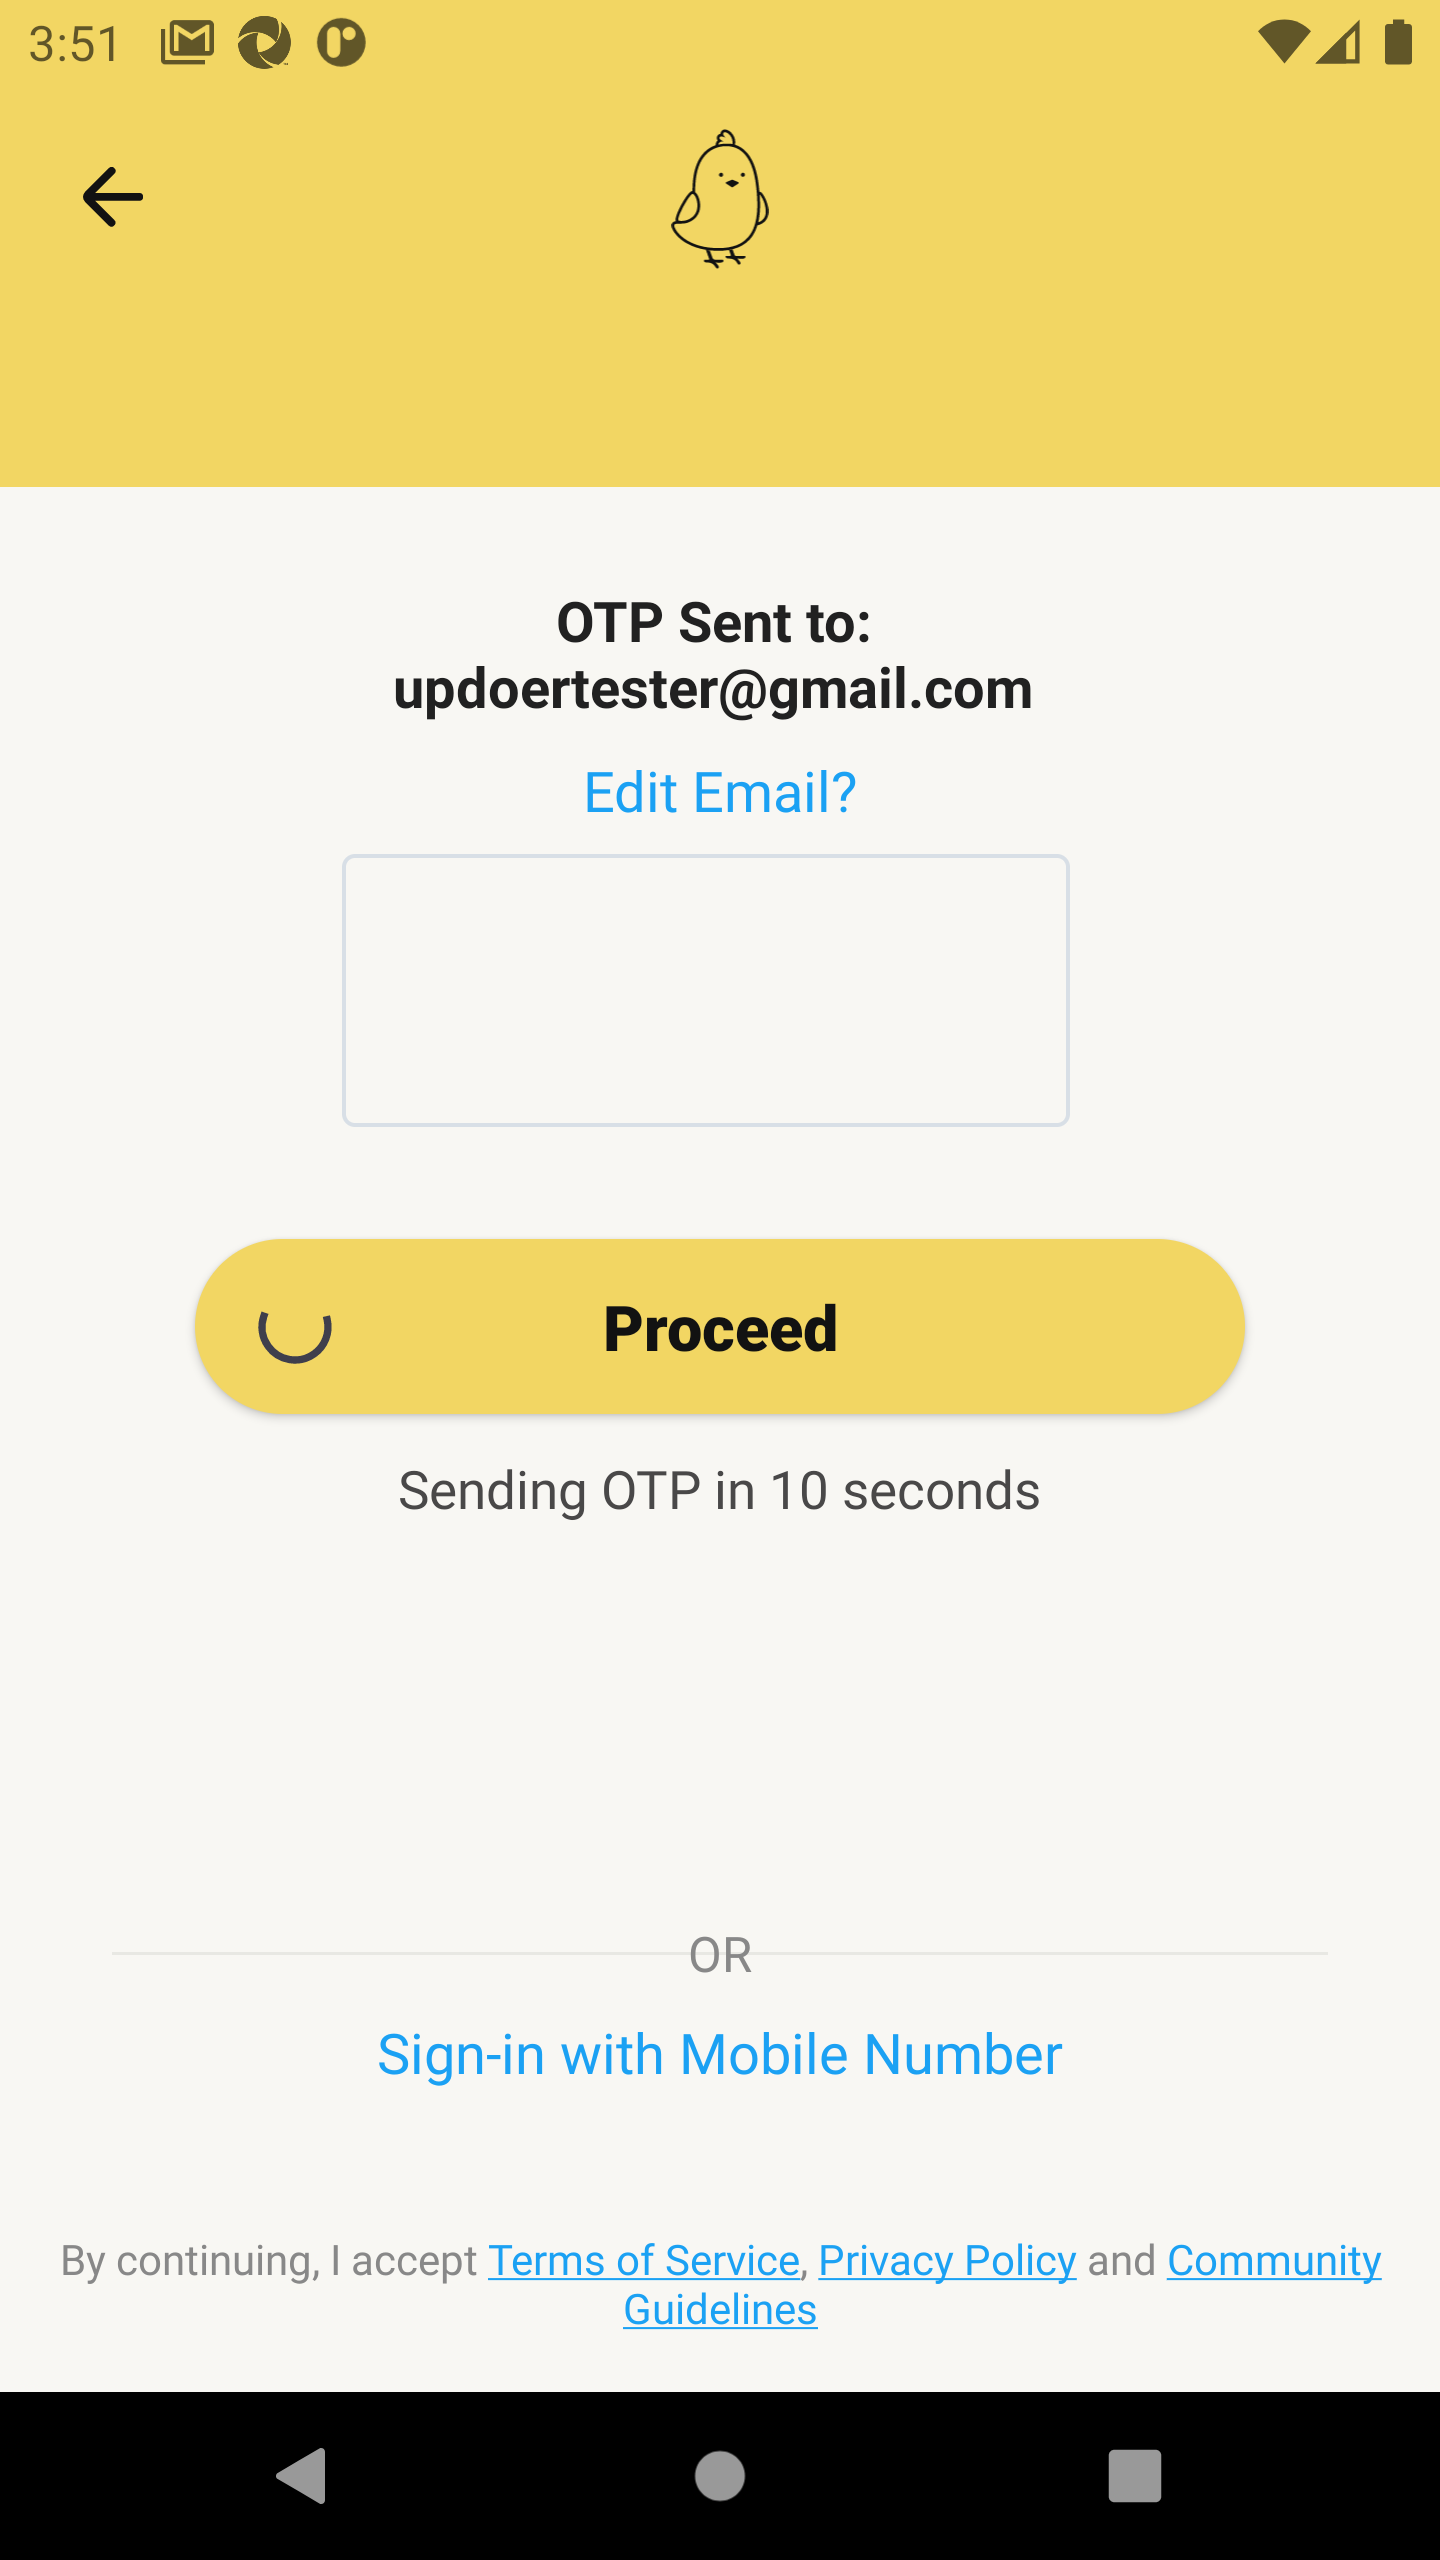 3:51
OTP Sent to:
updoertester@gmail.com
Edit Email?
Proceed
Sending OTP in 10 seconds
OR
Sign-in with Mobile Number
By continuing, I accept Terms of Service, Privacy Policy and Community
Guidelines